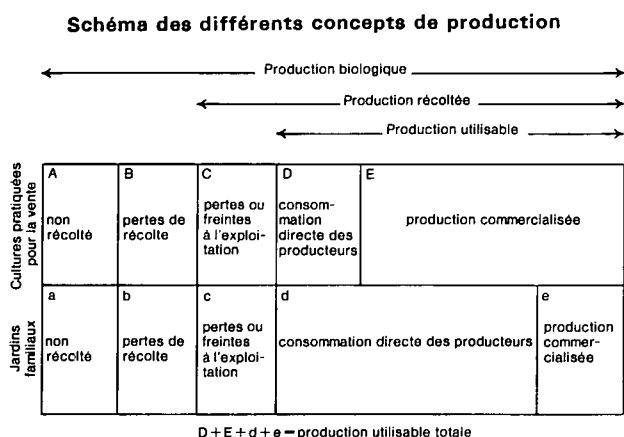 Schéma des différents concepts de production
Production biologique
Production récoltée
Production utilisable
Cultures pratiquées
pour la vente
A
non
récolté
B
pertes de
récolte
C
pertes ou
freintes
à l'exploi-
tation
D
consom-
mation
directe des
producteurs
E
production commercialisée
Jardins
familiaux
a
non
récolté
b
pertes de
récolte
c
pertes ou
freintes
à l'exploi-
tation
d
consommation directe des producteurs
e
production
commer-
cialisée
D+E+d+e=production utilisable totale